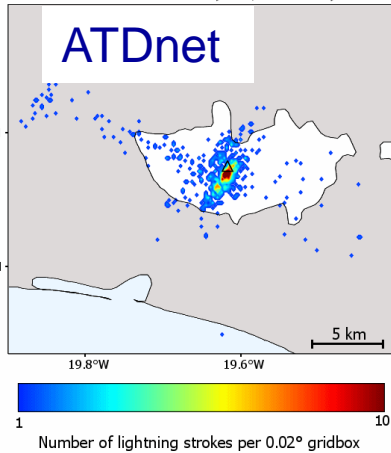 ATDnet
5 km
19.8°W 19.6°W
1 10
Number of lightning strokes per 0.02° gridbox